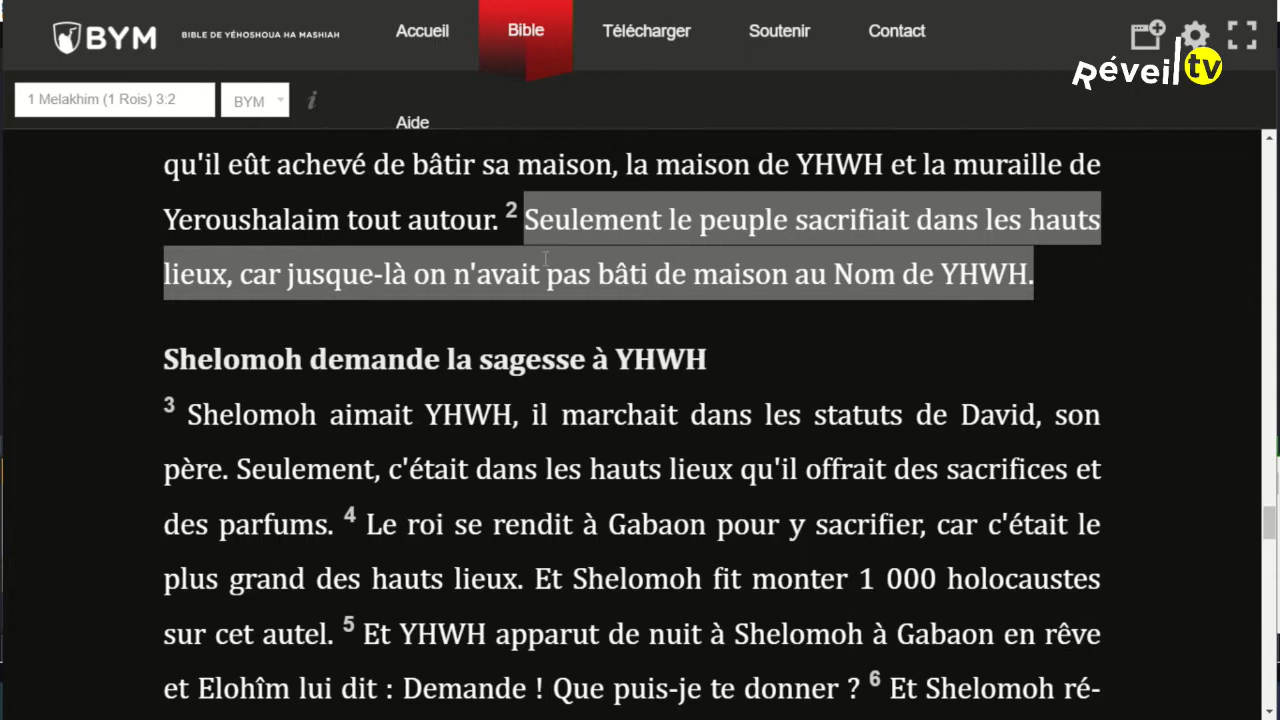 BYM BIBLE DE YÉHOSHOUA HA MASHIAH Accueil Bible Télécharger Soutenir Contact
Réveil tv
1 Melakhim (1 Rois) 3:2 BYM i
Aide
qu'il eût achevé de bâtir sa maison, la maison de YHWH et la muraille de
Yeroushalaim tout autour. 2 Seulement le peuple sacrifiait dans les hauts
lieux, car jusque-là on n'avait pas bâti de maison au Nom de YHWH.
Shelomoh demande la sagesse à YHWH
3 Shelomoh aimait YHWH, il marchait dans les statuts de David, son
père. Seulement, c'était dans les hauts lieux qu'il offrait des sacrifices et
des parfums. 4 Le roi se rendit à Gabaon pour y sacrifier, car c'était le
plus grand des hauts lieux. Et Shelomoh fit monter 1 000 holocaustes
sur cet autel. 5 Et YHWH apparut de nuit à Shelomoh à Gabaon en rêve
et Elohîm lui dit : Demande ! Que puis-je te donner ? 6 Et Shelomoh ré-